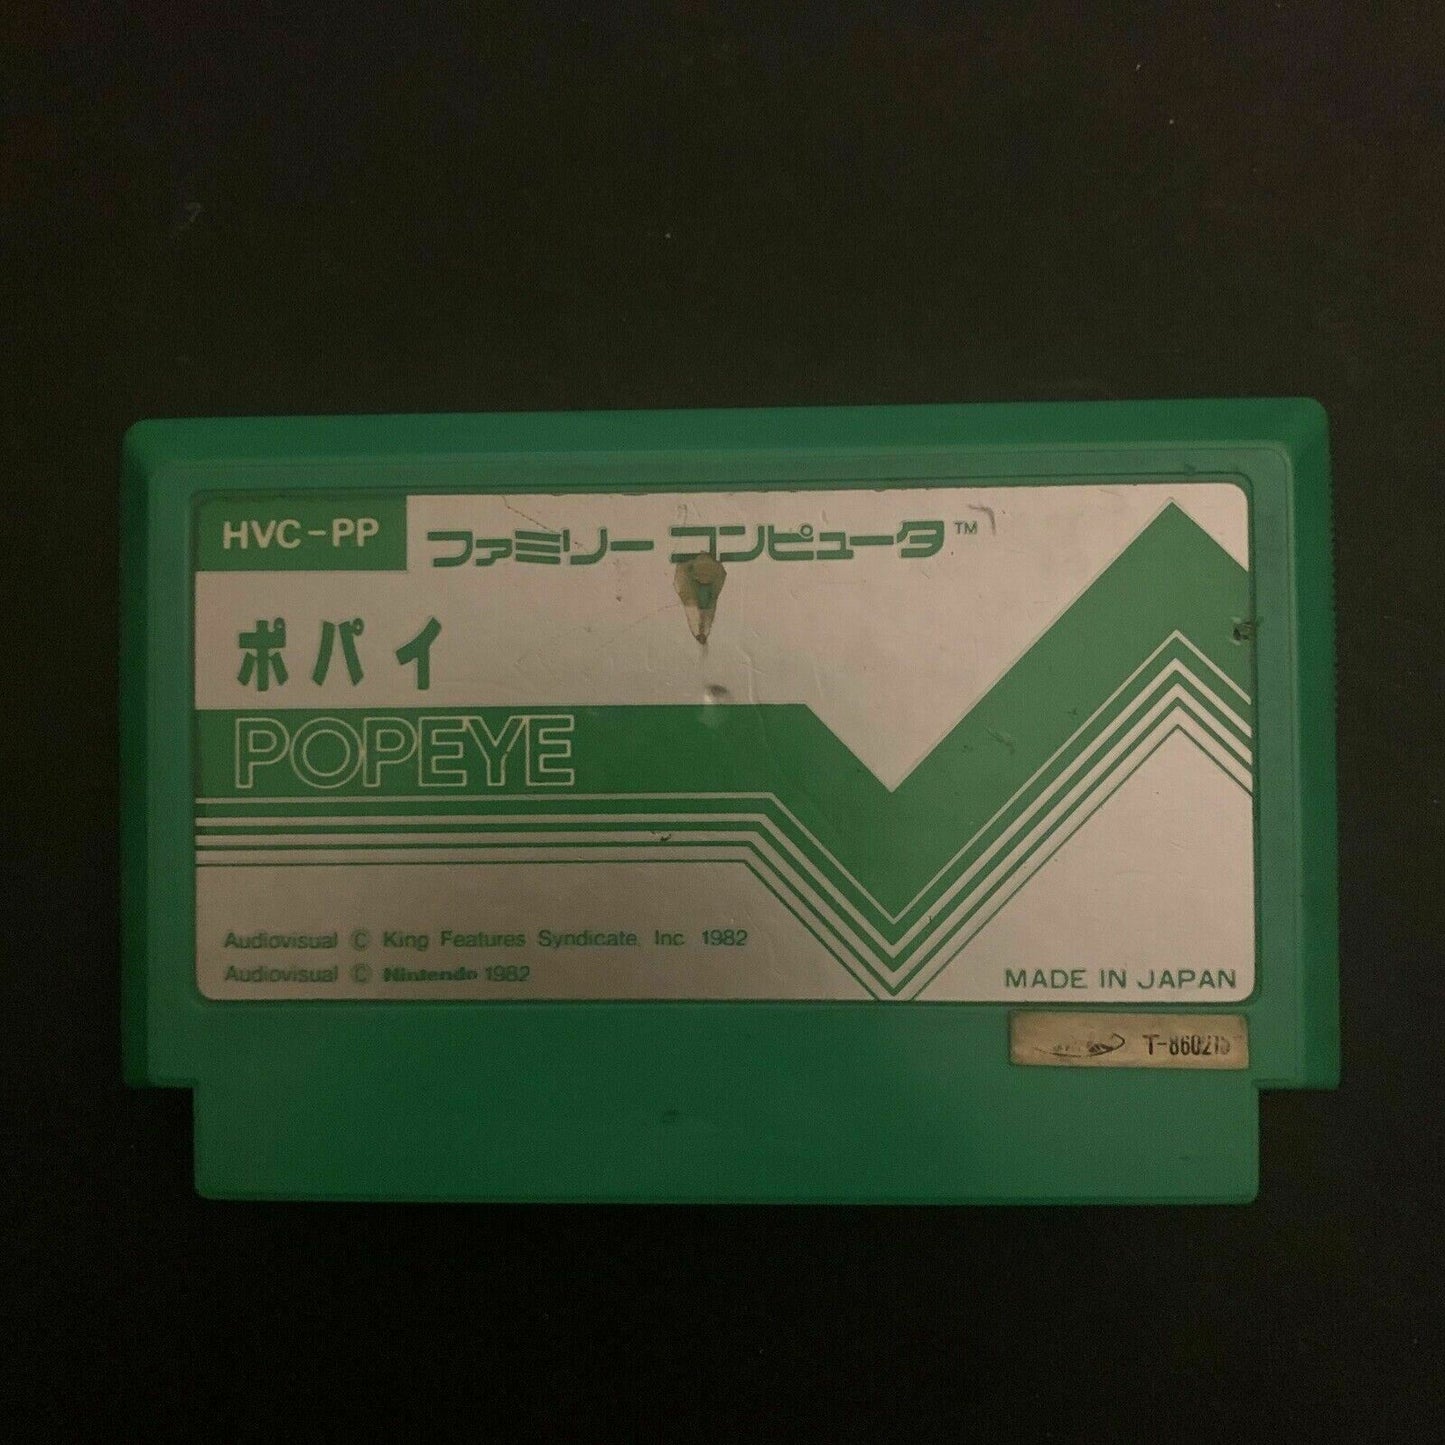 HVC-PP
ファミリー コンピュータ™
ポパイ
POPEYE
Audiovisual © King Features Syndicate, Inc 1982
Audiovisual © Nintendo 1982
MADE IN JAPAN